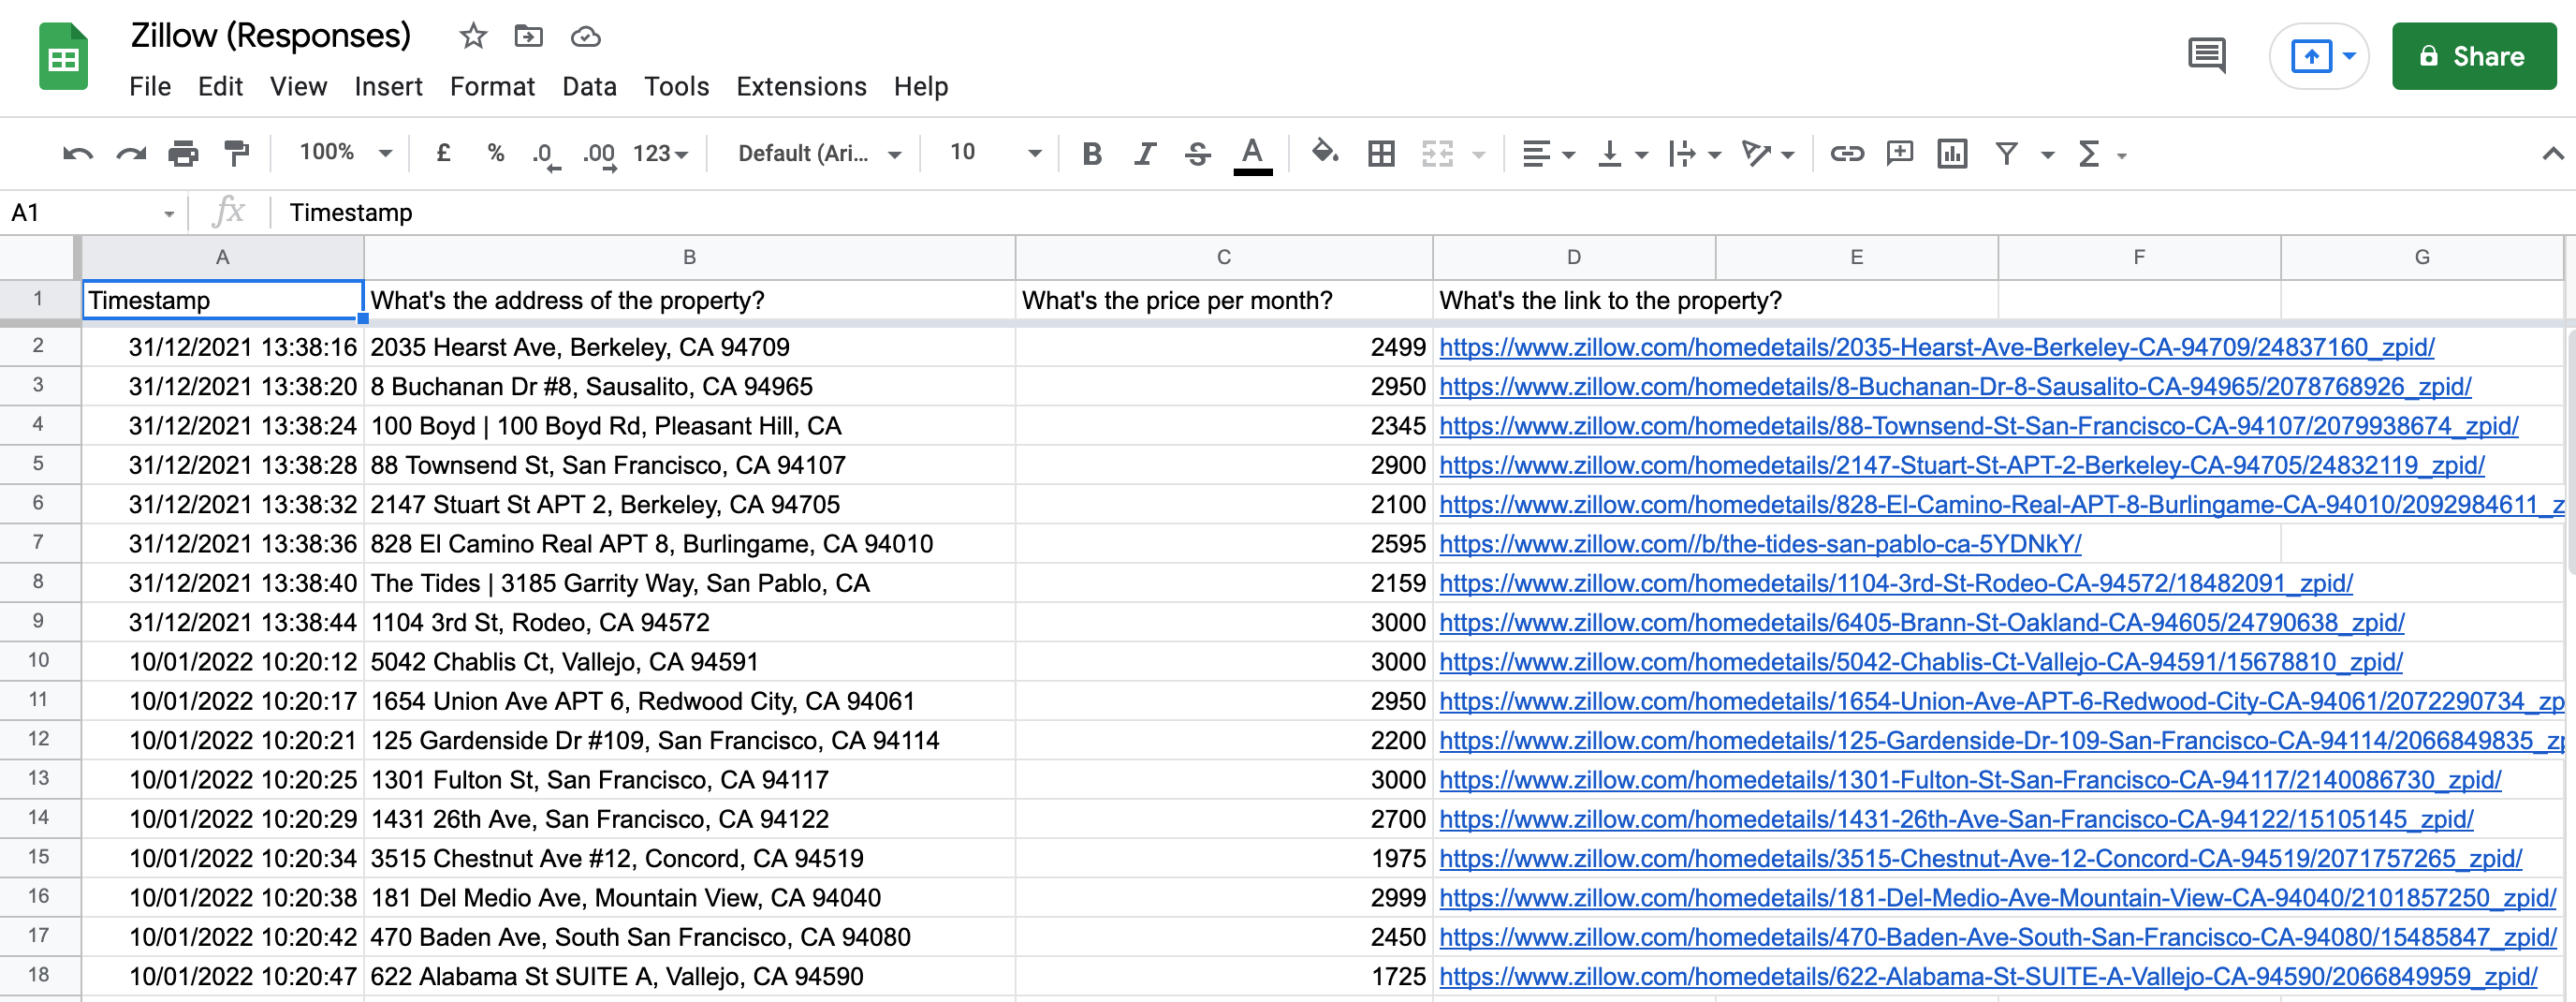 Zillow (Responses)
File Edit View Insert Format Data Tools Extensions Help
Share
100% £ % .0 .00 123 Default (Ari... 10 B I S A Σ
A1 fx Timestamp
A B C D E F G
1 Timestamp What's the address of the property? What's the price per month? What's the link to the property?
2 31/12/2021 13:38:16 2035 Hearst Ave, Berkeley, CA 94709 2499 https://www.zillow.com/homedetails/2035-Hearst-Ave-Berkeley-CA-94709/24837160_zpid/
3 31/12/2021 13:38:20 8 Buchanan Dr #8, Sausalito, CA 94965 2950 https://www.zillow.com/homedetails/8-Buchanan-Dr-8-Sausalito-CA-94965/2078768926_zpid/
4 31/12/2021 13:38:24 100 Boyd | 100 Boyd Rd, Pleasant Hill, CA 2345 https://www.zillow.com/homedetails/88-Townsend-St-San-Francisco-CA-94107/2079938674_zpid/
5 31/12/2021 13:38:28 88 Townsend St, San Francisco, CA 94107 2900 https://www.zillow.com/homedetails/2147-Stuart-St-APT-2-Berkeley-CA-94705/24832119_zpid/
6 31/12/2021 13:38:32 2147 Stuart St APT 2, Berkeley, CA 94705 2100 https://www.zillow.com/homedetails/828-El-Camino-Real-APT-8-Burlingame-CA-94010/2092984611_z
7 31/12/2021 13:38:36 828 El Camino Real APT 8, Burlingame, CA 94010 2595 https://www.zillow.com//b/the-tides-san-pablo-ca-5YDNkY/
8 31/12/2021 13:38:40 The Tides | 3185 Garrity Way, San Pablo, CA 2159 https://www.zillow.com/homedetails/1104-3rd-St-Rodeo-CA-94572/18482091_zpid/
9 31/12/2021 13:38:44 1104 3rd St, Rodeo, CA 94572 3000 https://www.zillow.com/homedetails/6405-Brann-St-Oakland-CA-94605/24790638_zpid/
10 10/01/2022 10:20:12 5042 Chablis Ct, Vallejo, CA 94591 3000 https://www.zillow.com/homedetails/5042-Chablis-Ct-Vallejo-CA-94591/15678810_zpid/
11 10/01/2022 10:20:17 1654 Union Ave APT 6, Redwood City, CA 94061 2950 https://www.zillow.com/homedetails/1654-Union-Ave-APT-6-Redwood-City-CA-94061/2072290734_zp
12 10/01/2022 10:20:21 125 Gardenside Dr #109, San Francisco, CA 94114 2200 https://www.zillow.com/homedetails/125-Gardenside-Dr-109-San-Francisco-CA-94114/2066849835_zp
13 10/01/2022 10:20:25 1301 Fulton St, San Francisco, CA 94117 3000 https://www.zillow.com/homedetails/1301-Fulton-St-San-Francisco-CA-94117/2140086730_zpid/
14 10/01/2022 10:20:29 1431 26th Ave, San Francisco, CA 94122 2700 https://www.zillow.com/homedetails/1431-26th-Ave-San-Francisco-CA-94122/15105145_zpid/
15 10/01/2022 10:20:34 3515 Chestnut Ave #12, Concord, CA 94519 1975 https://www.zillow.com/homedetails/3515-Chestnut-Ave-12-Concord-CA-94519/2071757265_zpid/
16 10/01/2022 10:20:38 181 Del Medio Ave, Mountain View, CA 94040 2999 https://www.zillow.com/homedetails/181-Del-Medio-Ave-Mountain-View-CA-94040/2101857250_zpid/
17 10/01/2022 10:20:42 470 Baden Ave, South San Francisco, CA 94080 2450 https://www.zillow.com/homedetails/470-Baden-Ave-South-San-Francisco-CA-94080/15485847_zpid/
18 10/01/2022 10:20:47 622 Alabama St SUITE A, Vallejo, CA 94590 1725 https://www.zillow.com/homedetails/622-Alabama-St-SUITE-A-Vallejo-CA-94590/2066849959_zpid/